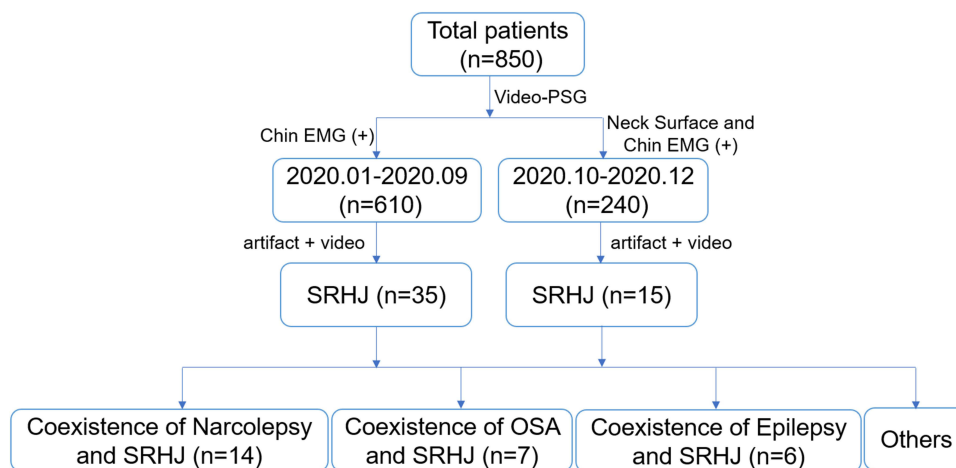 Total patients
(n=850)
Video-PSG
Chin EMG (+)
Neck Surface and
Chin EMG (+)
2020.01-2020.09
(n=610)
2020.10-2020.12
(n=240)
artifact + video
artifact + video
SRHJ (n=35)
SRHJ (n=15)
Coexistence of Narcolepsy
and SRHJ (n=14)
Coexistence of OSA
and SRHJ (n=7)
Coexistence of Epilepsy
and SRHJ (n=6)
Others